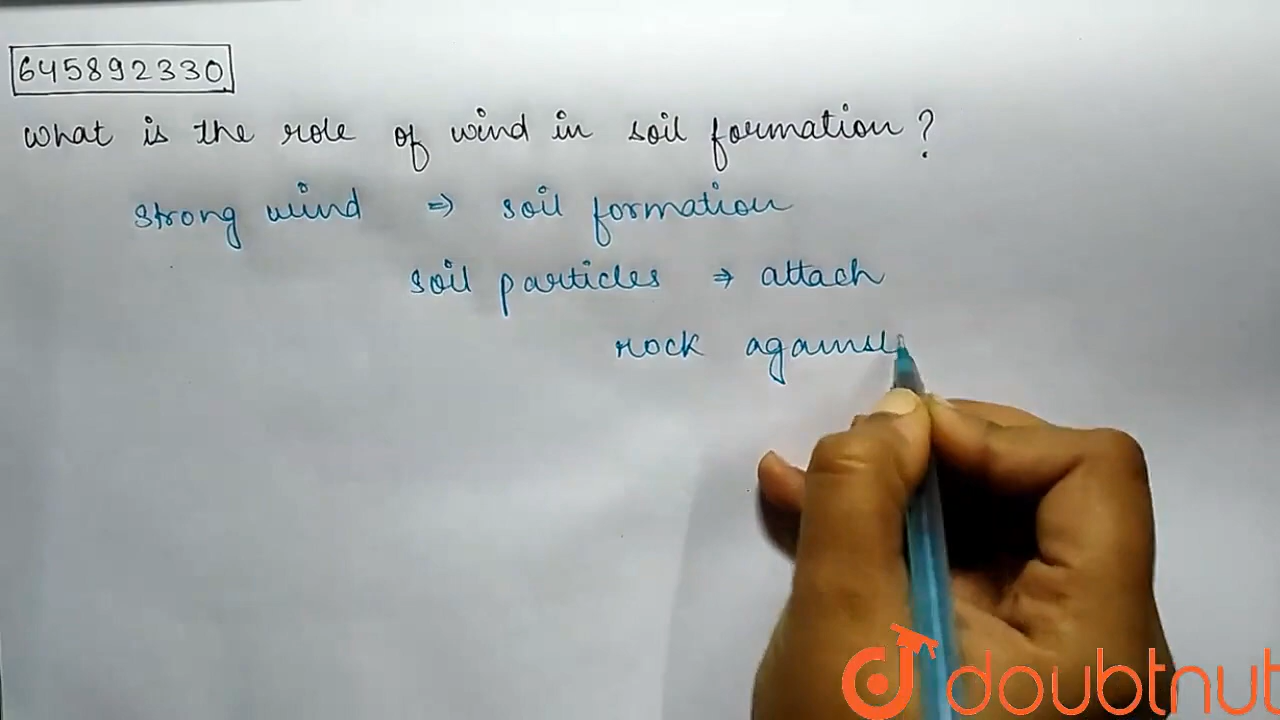 645892330
What is the role of wind in soil formation?
strong wind ⇒ soil formation
soil particles ⇒ attach
rock against
doubtnut